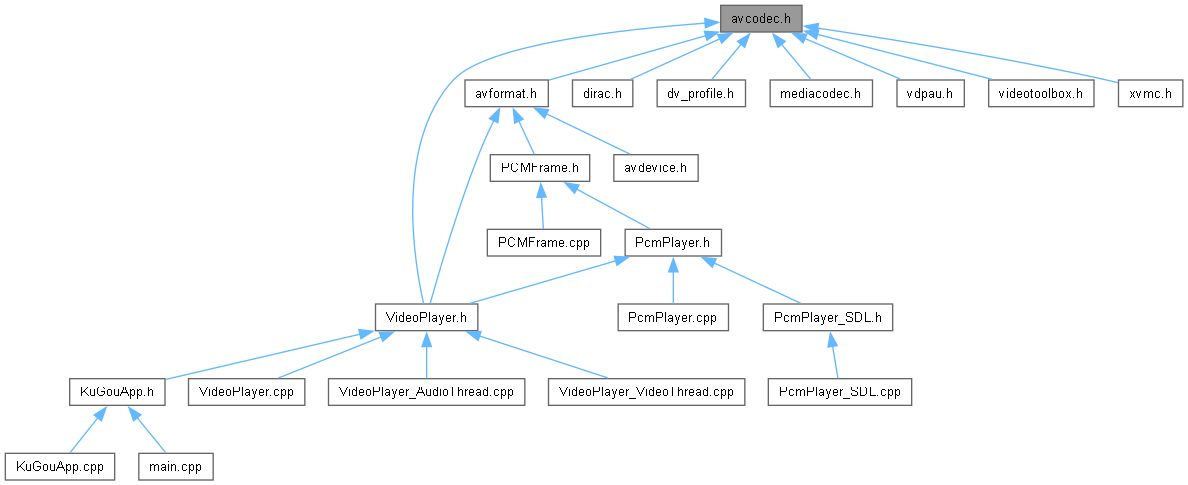 avcodec.h
avformat.h
dirac.h
dv_profile.h
mediacodec.h
vdpau.h
videotoolbox.h
xvmc.h
PCMFrame.h
avdevice.h
PCMFrame.cpp
PcmPlayer.h
VideoPlayer.h
PcmPlayer.cpp
PcmPlayer_SDL.h
KuGouApp.h
VideoPlayer.cpp
VideoPlayer_AudioThread.cpp
VideoPlayer_VideoThread.cpp
PcmPlayer_SDL.cpp
KuGouApp.cpp
main.cpp